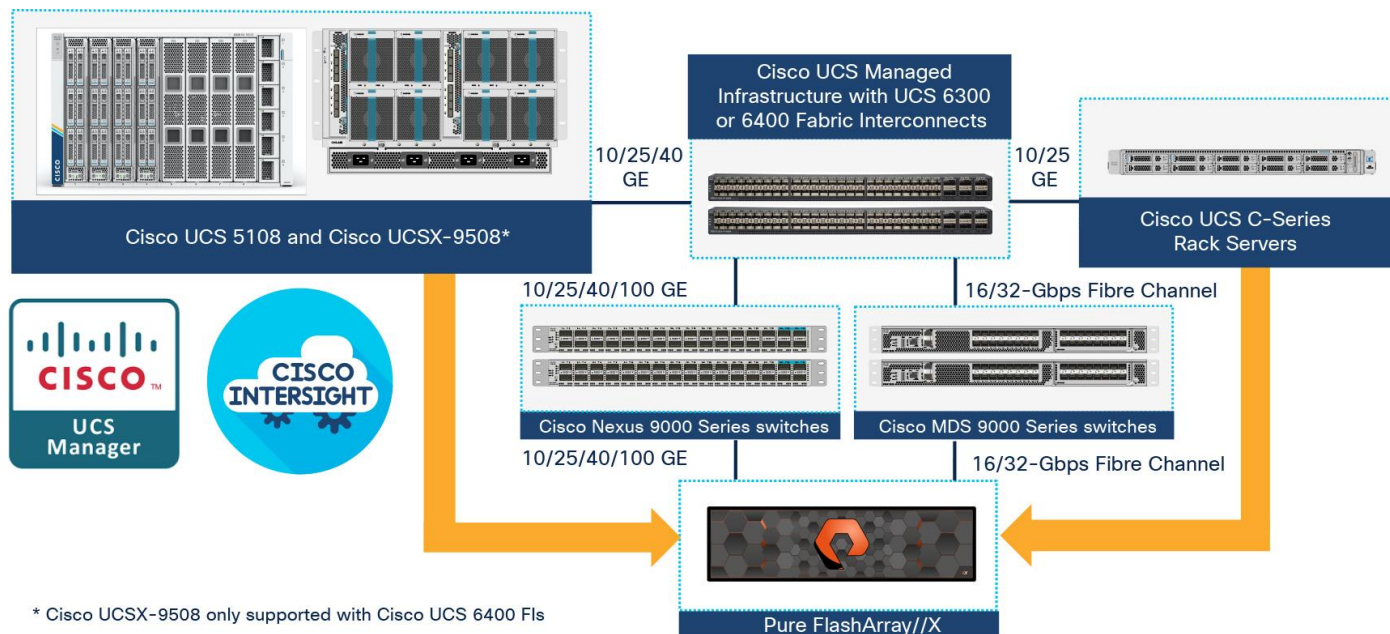 Cisco UCS Managed
Infrastructure with UCS 6300
or 6400 Fabric Interconnects
10/25/40
GE
10/25
GE
CISCO
Cisco UCS 5108 and Cisco UCSX-9508*
Cisco UCS C-Series
Rack Servers
10/25/40/100 GE
16/32-Gbps Fibre Channel
CISCO TM
UCS
Manager
CISCO
INTERSIGHT
Cisco Nexus 9000 Series switches
Cisco MDS 9000 Series switches
10/25/40/100 GE
16/32-Gbps Fibre Channel
* Cisco UCSX-9508 only supported with Cisco UCS 6400 FIs
Pure FlashArray//X